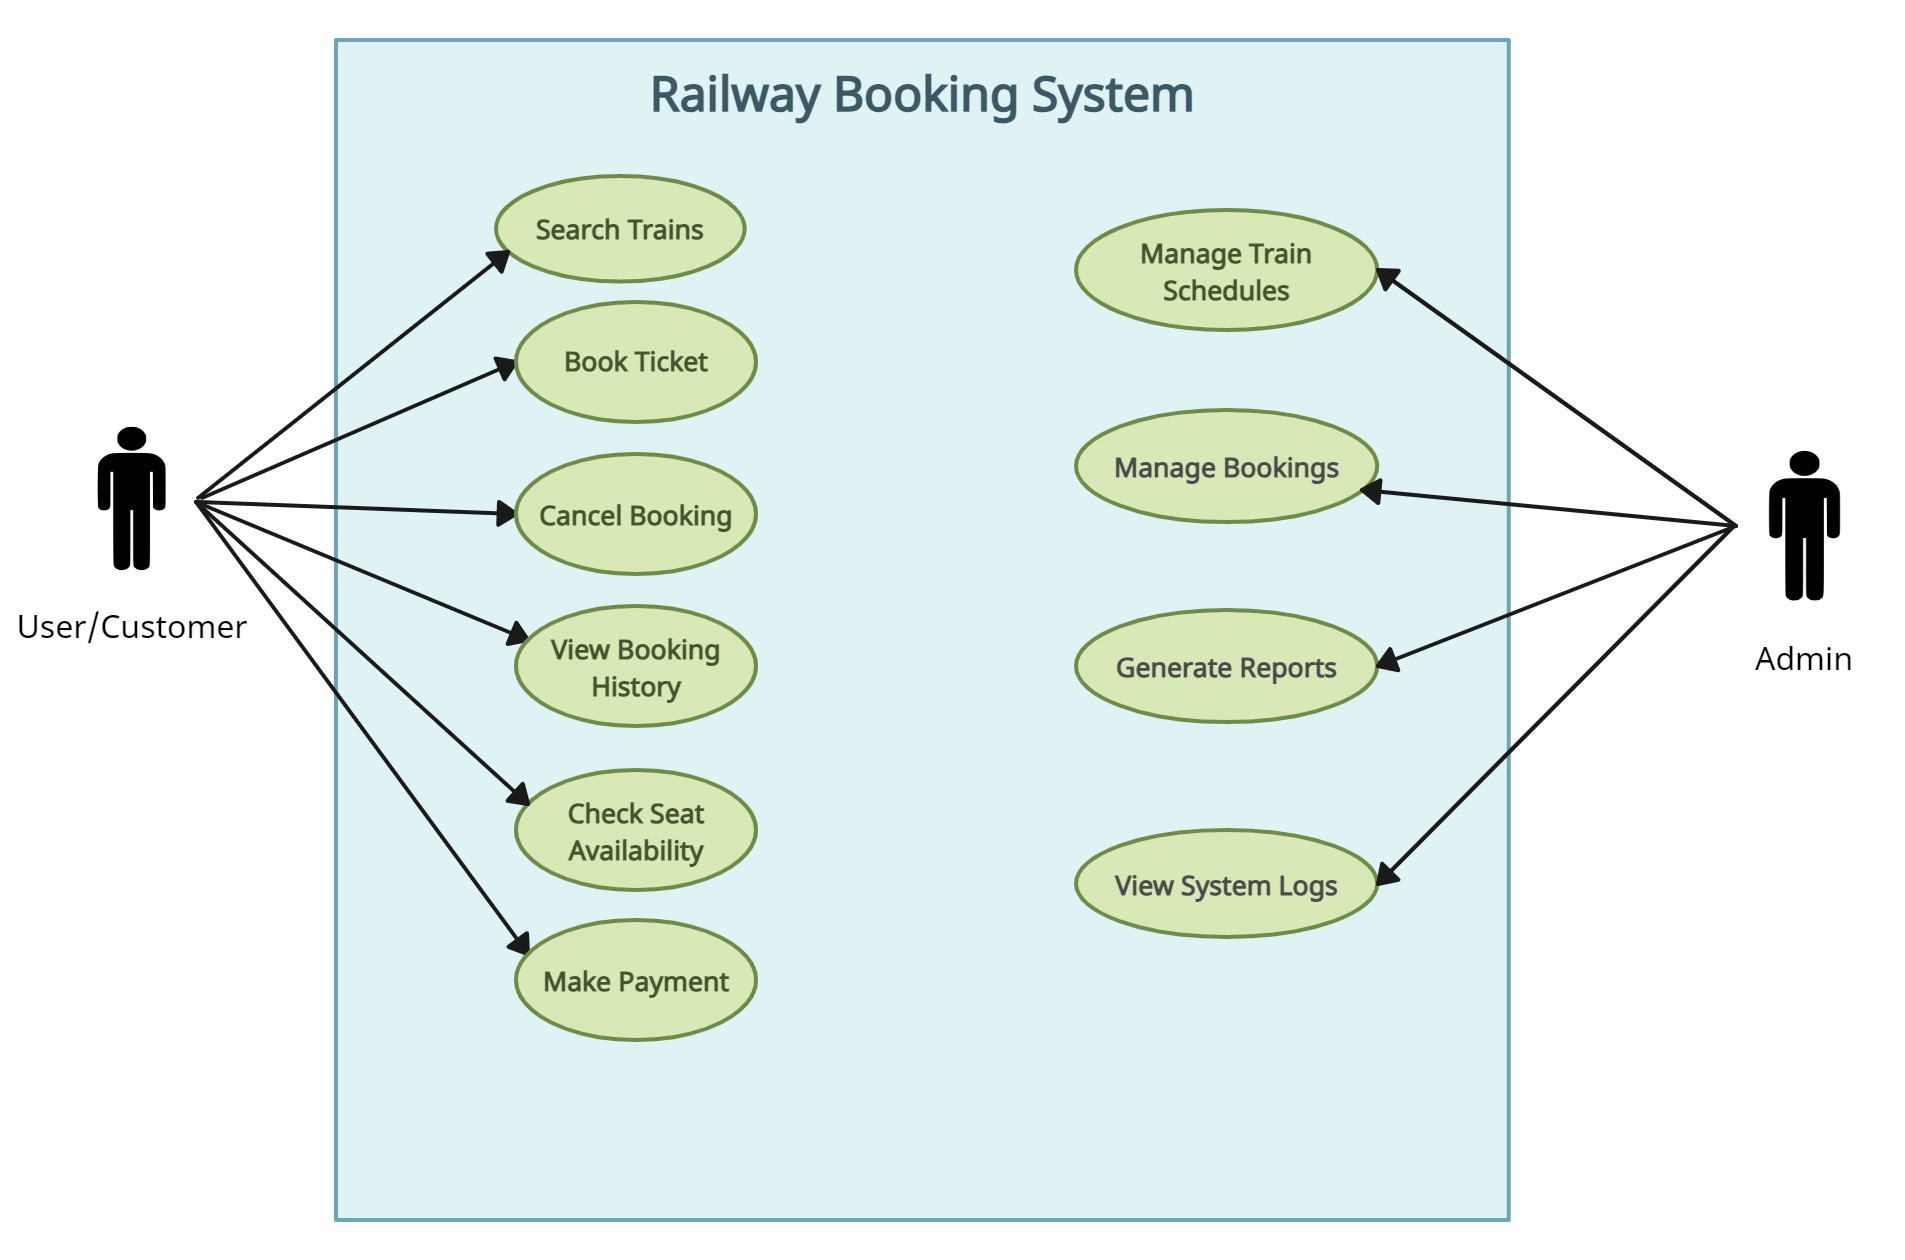 Railway Booking System
Search Trains
Book Ticket
Cancel Booking
View Booking
History
Check Seat
Availability
Make Payment
Manage Train
Schedules
Manage Bookings
Generate Reports
View System Logs
User/Customer
Admin